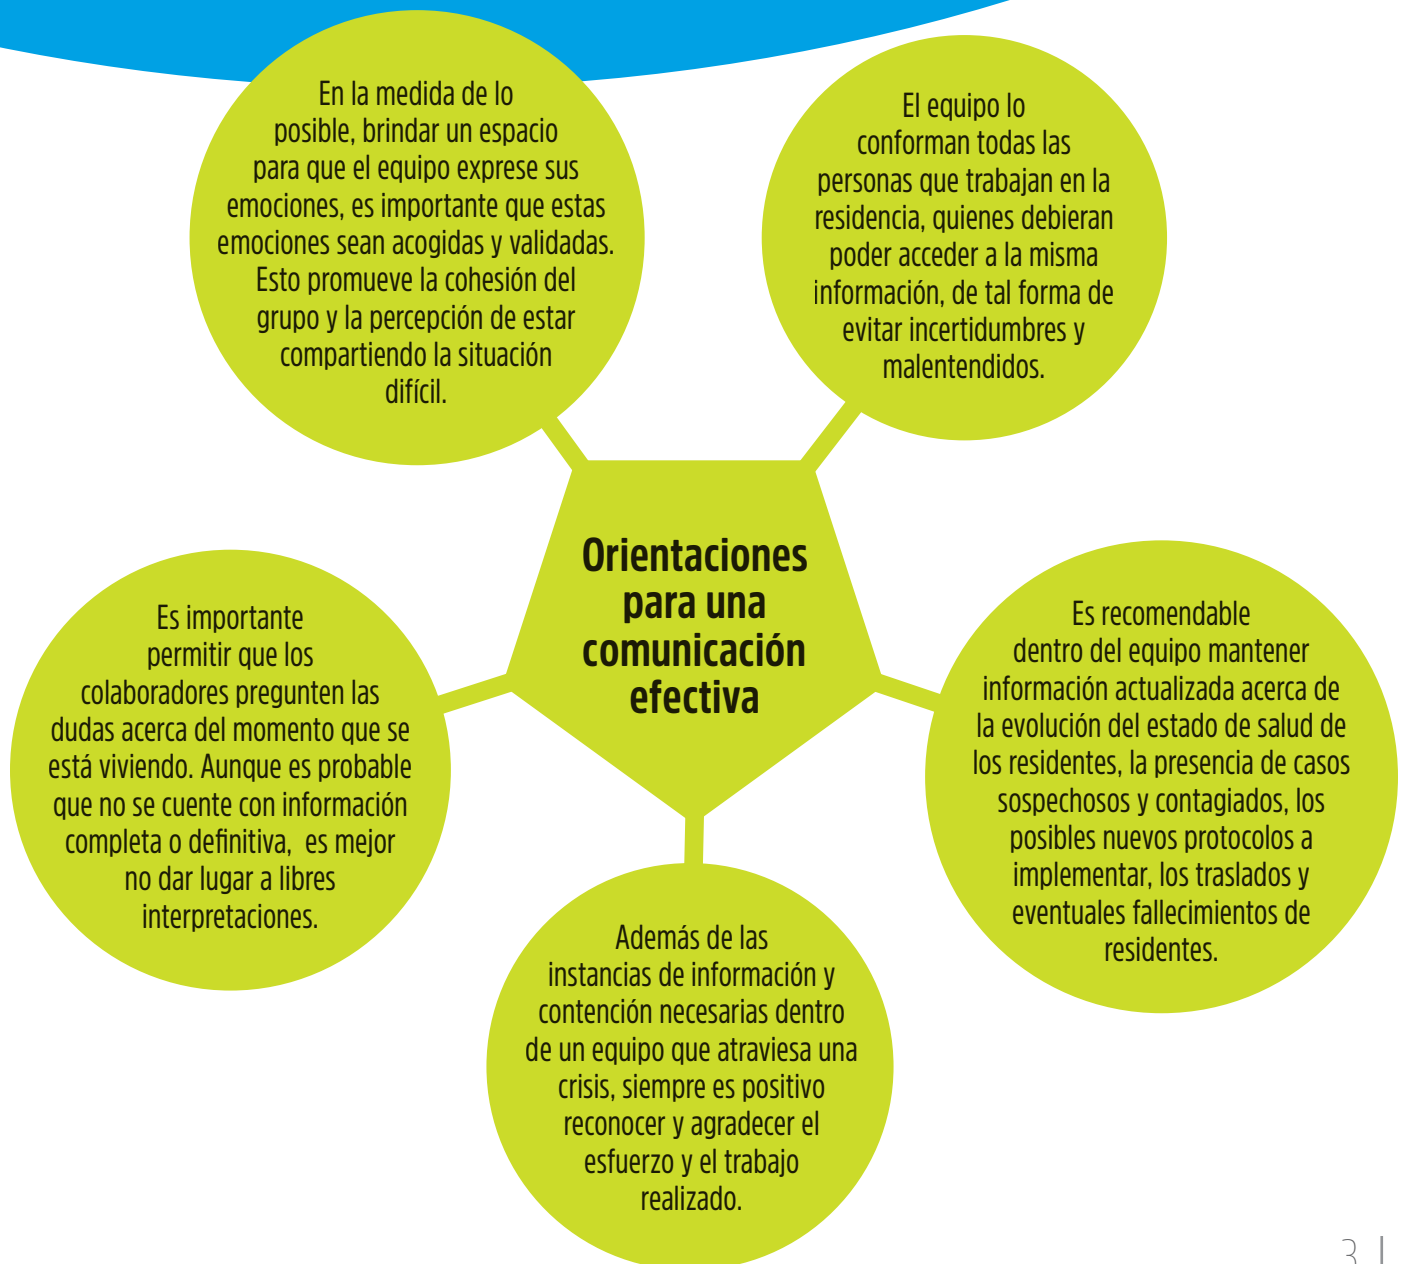 En la medida de lo
posible, brindar un espacio
para que el equipo exprese sus
emociones, es importante que estas
emociones sean acogidas y validadas.
Esto promueve la cohesión del
grupo y la percepción de estar
compartiendo la situación
difícil.
El equipo lo
conforman todas las
personas que trabajan en la
residencia, quienes debieran
poder acceder a la misma
información, de tal forma de
evitar incertidumbres y
malentendidos.
Orientaciones
para una
comunicación
efectiva
Es importante
permitir que los
colaboradores pregunten las
dudas acerca del momento que se
está viviendo. Aunque es probable
que no se cuente con información
completa o definitiva,  es mejor
no dar lugar a libres
interpretaciones.
Es recomendable
dentro del equipo mantener
información actualizada acerca de
la evolución del estado de salud de
los residentes, la presencia de casos
sospechosos y contagiados, los
posibles nuevos protocolos a
implementar, los traslados y
eventuales fallecimientos de
residentes.
Además de las
instancias de información y
contención necesarias dentro
de un equipo que atraviesa una
crisis, siempre es positivo
reconocer y agradecer el
esfuerzo y el trabajo
realizado.
3 |